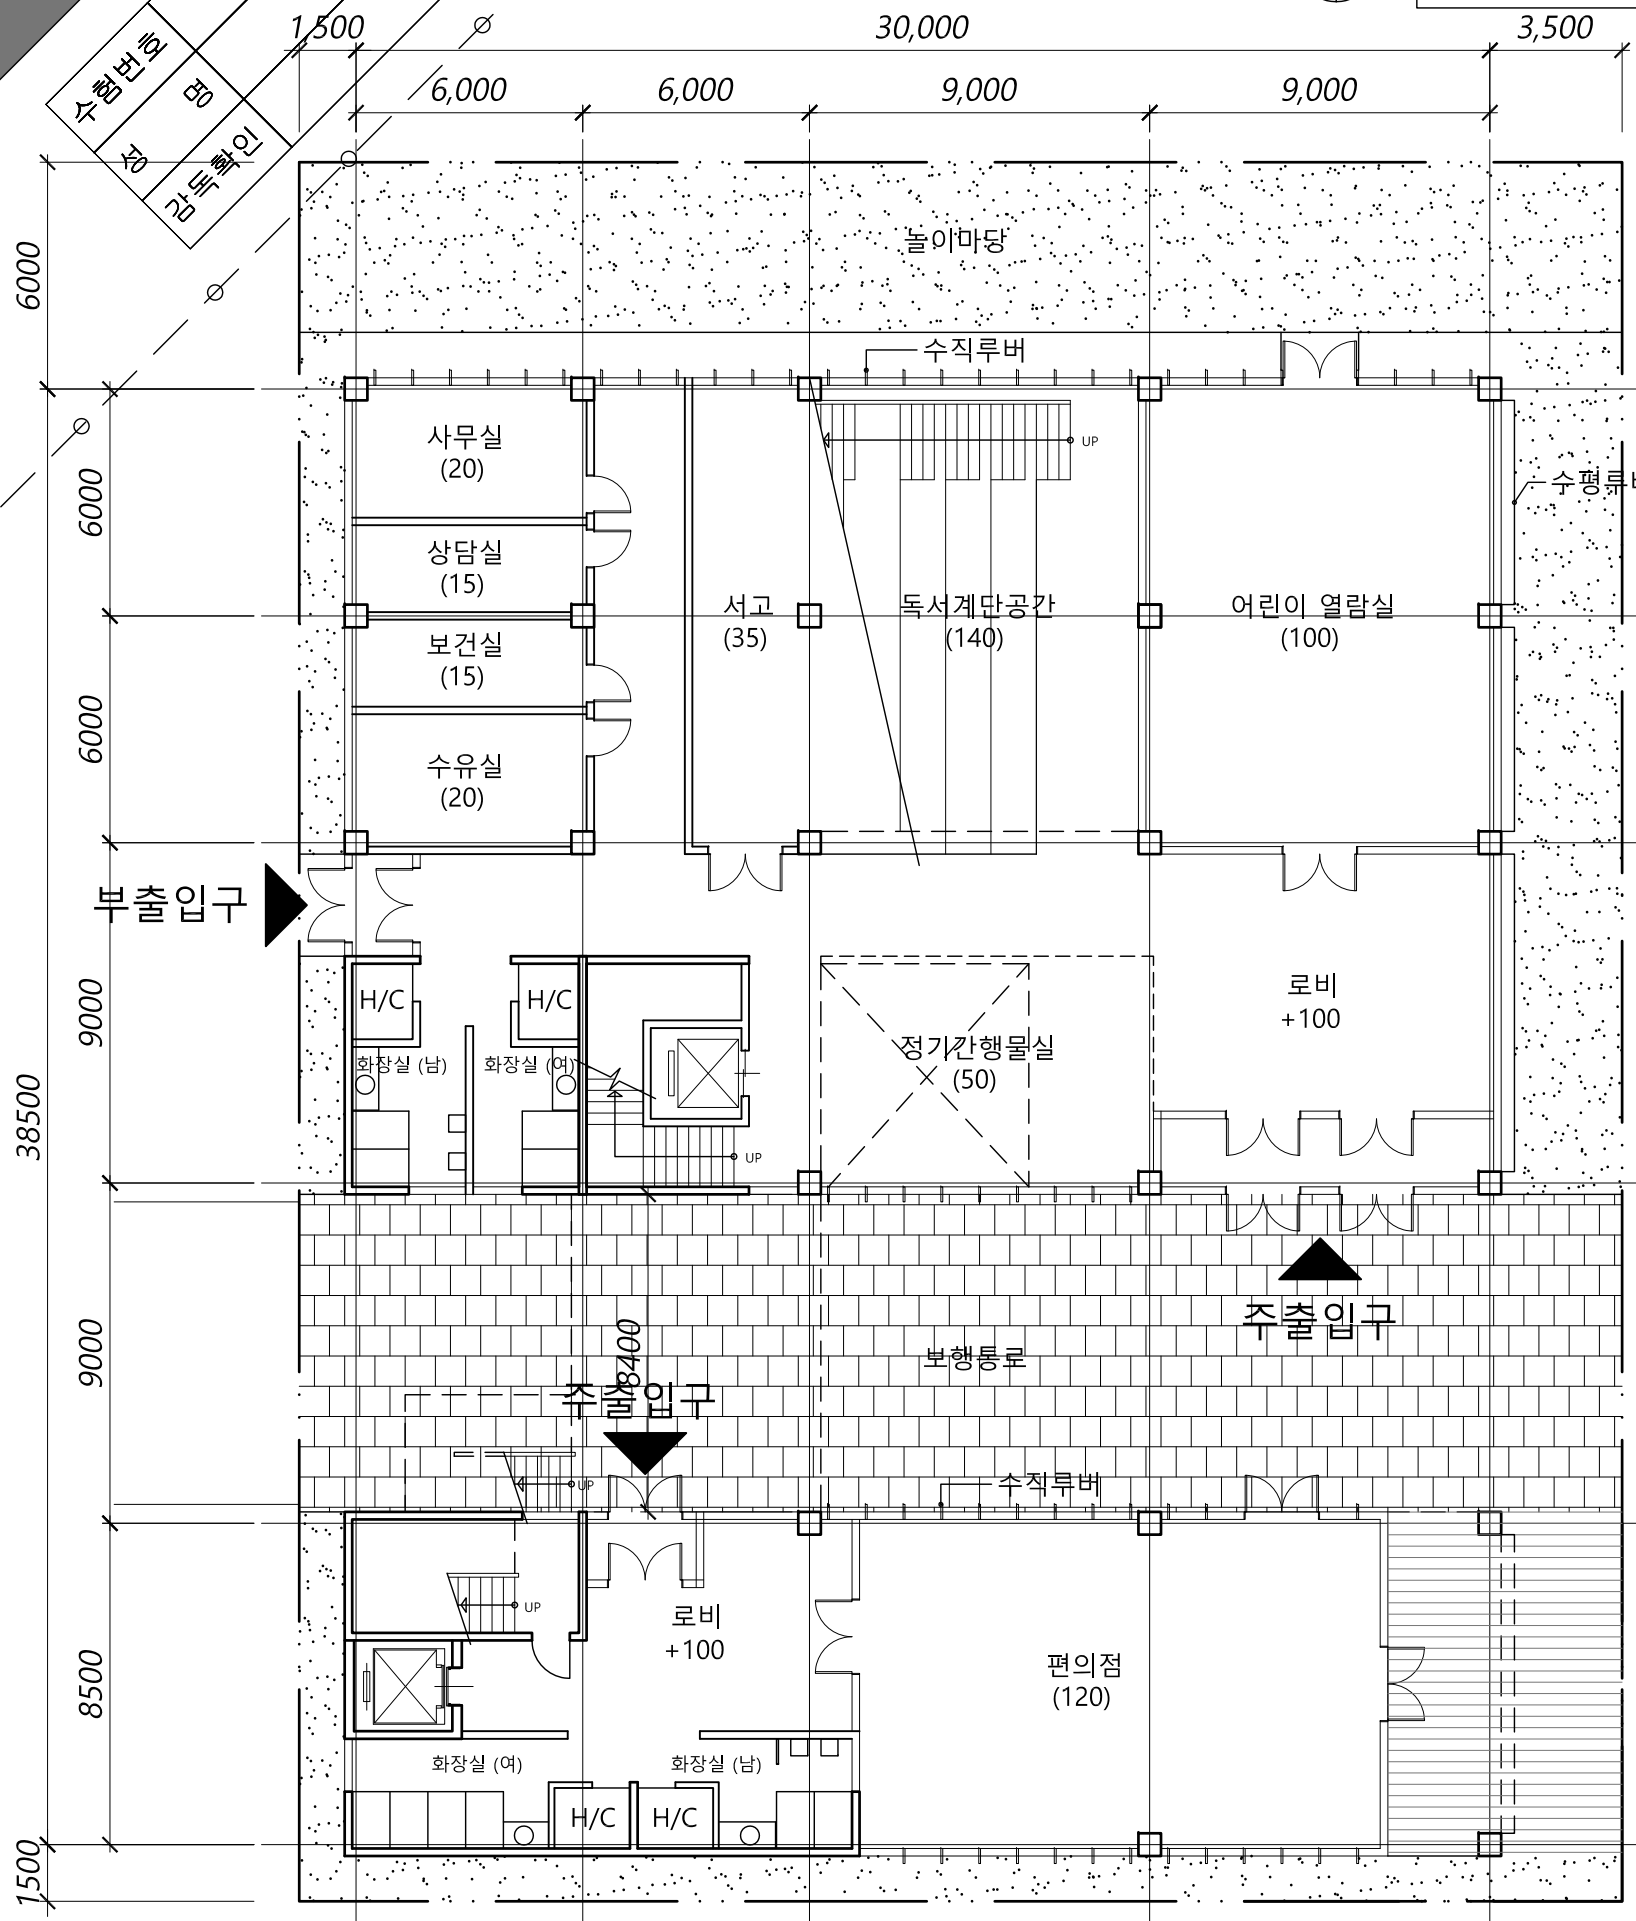 수험번호
성 명
감독확인
1,500
30,000
3,500
6,000
6,000
9,000
9,000
6000
놀이마당
수직루버
사무실
(20)
UP
수평루버
6000
상담실
(15)
서고
(35)
독서계단공간
(140)
어린이 열람실
(100)
보건실
(15)
6000
수유실
(20)
부출입구
H/C
H/C
로비
+100
9000
화장실 (남)
화장실 (여)
정기간행물실
(50)
38500
UP
주출입구
9000
8400
보행통로
주출입구
UP
수직루버
UP
로비
+100
편의점
(120)
8500
화장실 (여)
화장실 (남)
H/C
H/C
1500